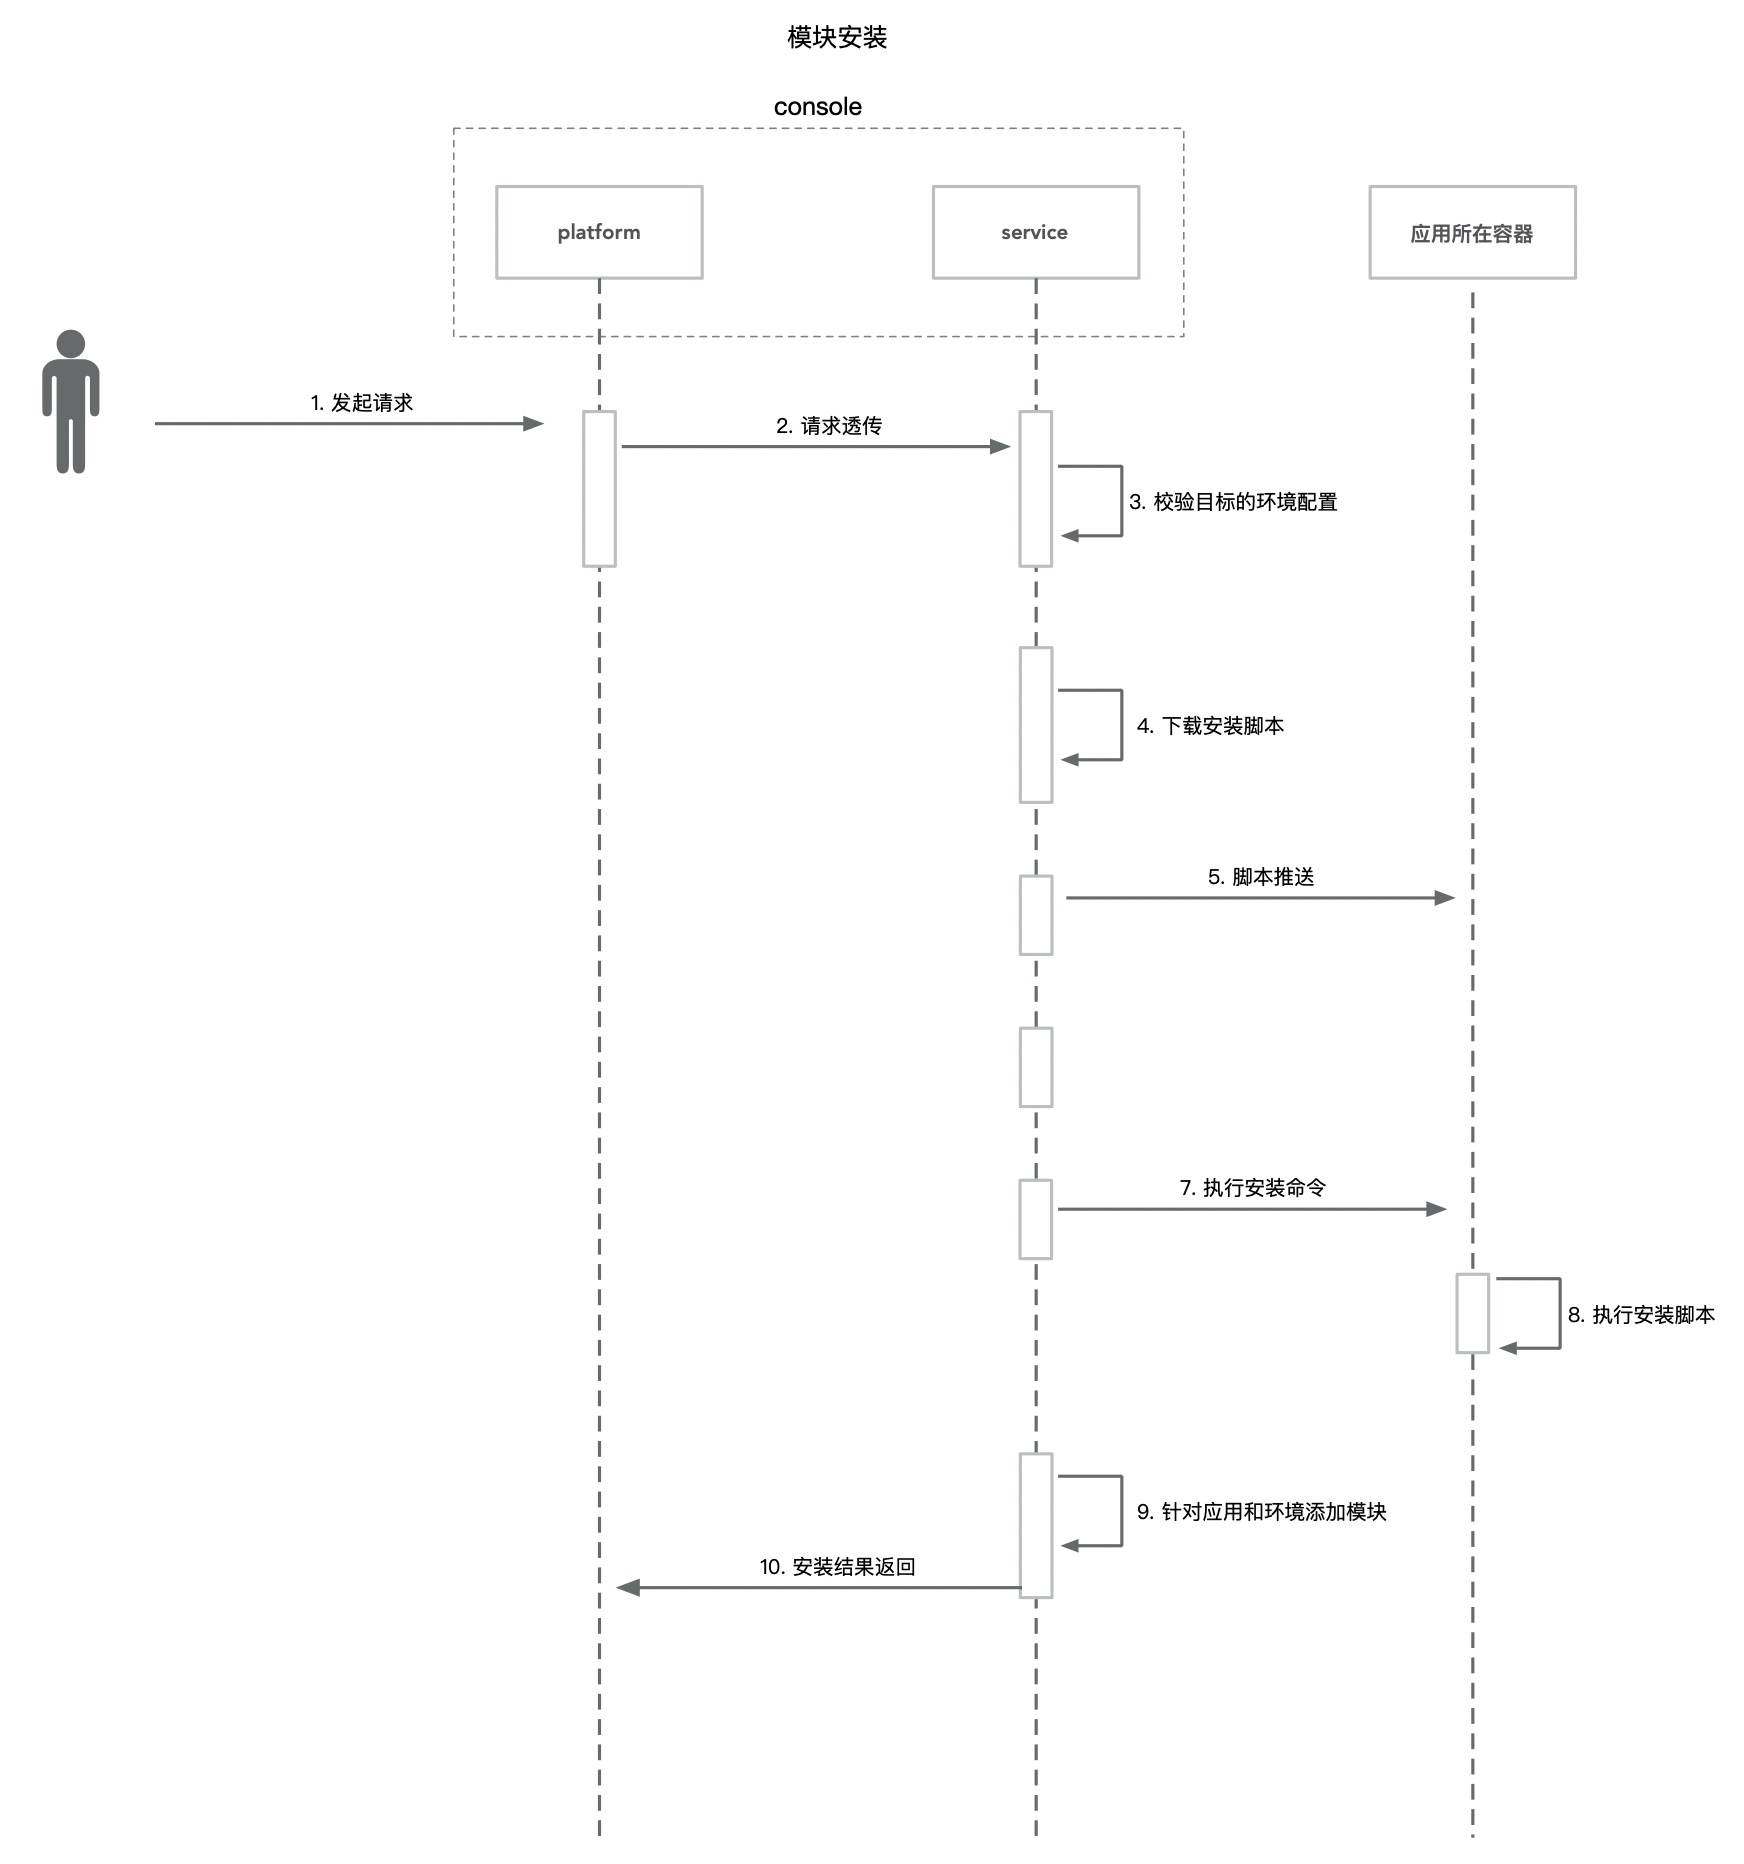 模块安装
console
platform
service
应用所在容器
1. 发起请求
2. 请求透传
3. 校验目标的环境配置
4. 下载安装脚本
5. 脚本推送
7. 执行安装命令
8. 执行安装脚本
9. 针对应用和环境添加模块
10. 安装结果返回